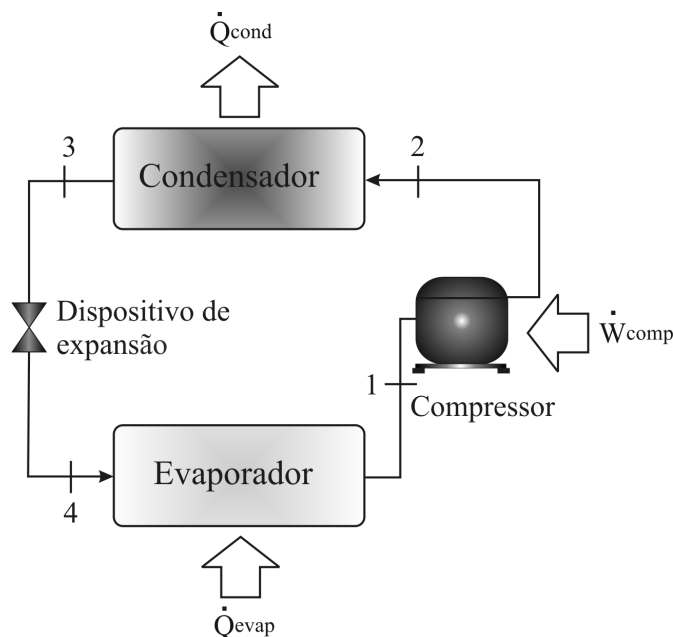 Q̇cond
3
2
Condensador
Dispositivo de
expansão
Ẇcomp
1
Compressor
Evaporador
4
Q̇evap